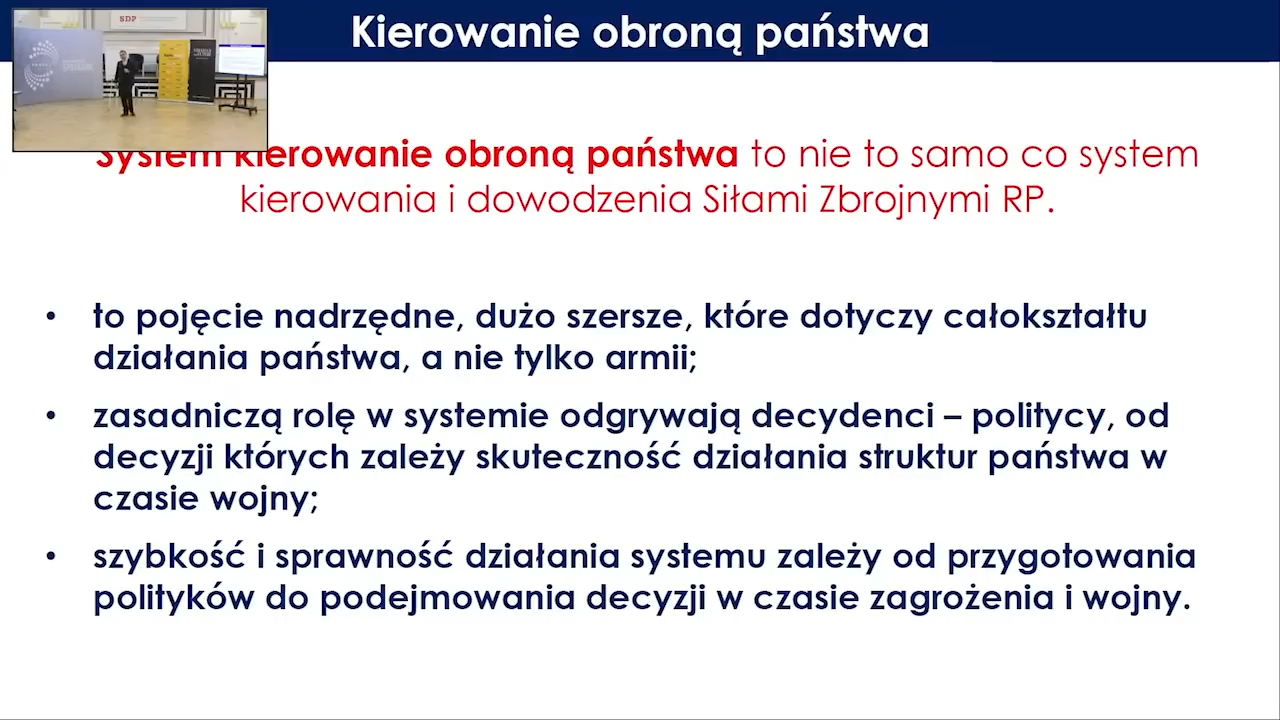 Kierowanie obroną państwa
SDP
System kierowanie obroną państwa to nie to samo co system
kierowania i dowodzenia Siłami Zbrojnymi RP.
• to pojęcie nadrzędne, dużo szersze, które dotyczy całokształtu
działania państwa, a nie tylko armii;
• zasadniczą rolę w systemie odgrywają decydenci – politycy, od
decyzji których zależy skuteczność działania struktur państwa w
czasie wojny;
• szybkość i sprawność działania systemu zależy od przygotowania
polityków do podejmowania decyzji w czasie zagrożenia i wojny.